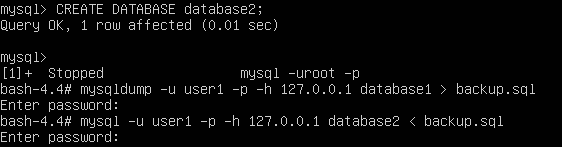 mysql> CREATE DATABASE database2;
Query OK, 1 row affected (0.01 sec)
mysql>
[1]+  Stopped                 mysql -uroot -p
bash-4.4# mysqldump -u user1 -p -h 127.0.0.1 database1 > backup.sql
Enter password:
bash-4.4# mysql -u user1 -p -h 127.0.0.1 database2 < backup.sql
Enter password: